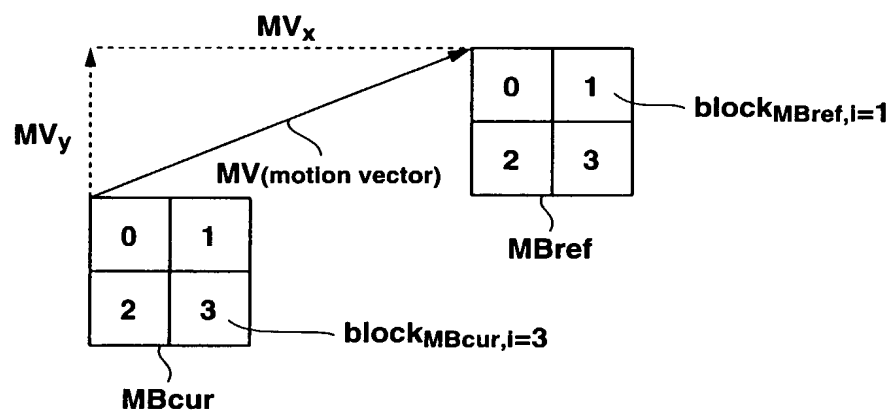 MVx
0 1
blockMBref,i=1
MVy
2 3
MV(motion vector)
MBref
0 1
2 3
blockMBcur,i=3
MBcur